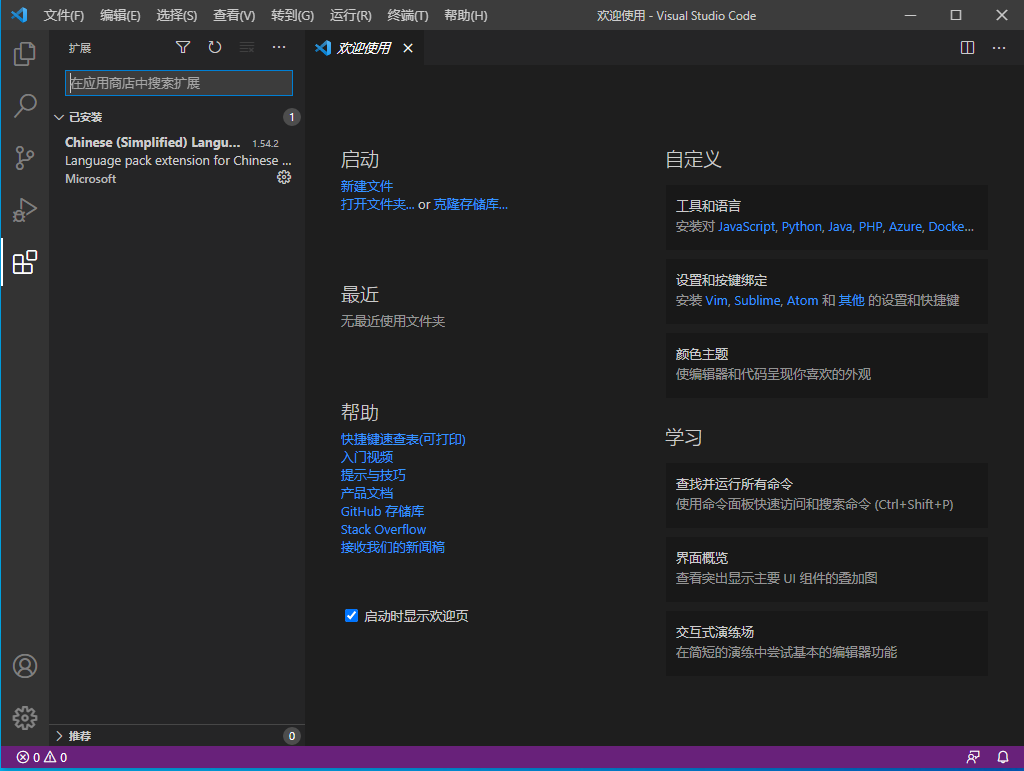 文件(F) 编辑(E) 选择(S) 查看(V) 转到(G) 运行(R) 终端(T) 帮助(H) 欢迎使用 - Visual Studio Code
扩展
欢迎使用
在应用商店中搜索扩展
已安装 1
Chinese (Simplified) Langu... 1.54.2
Language pack extension for Chinese ...
Microsoft
推荐 0
启动
新建文件
打开文件夹... or 克隆存储库...
最近
无最近使用文件夹
帮助
快捷键速查表(可打印)
入门视频
提示与技巧
产品文档
GitHub 存储库
Stack Overflow
接收我们的新闻稿
启动时显示欢迎页
自定义
工具和语言
安装对 JavaScript, Python, Java, PHP, Azure, Docke...
设置和按键绑定
安装 Vim, Sublime, Atom 和 其他 的设置和快捷键
颜色主题
使编辑器和代码呈现你喜欢的外观
学习
查找并运行所有命令
使用命令面板快速访问和搜索命令 (Ctrl+Shift+P)
界面概览
查看突出显示主要 UI 组件的叠加图
交互式演练场
在简短的演练中尝试基本的编辑器功能
0 0